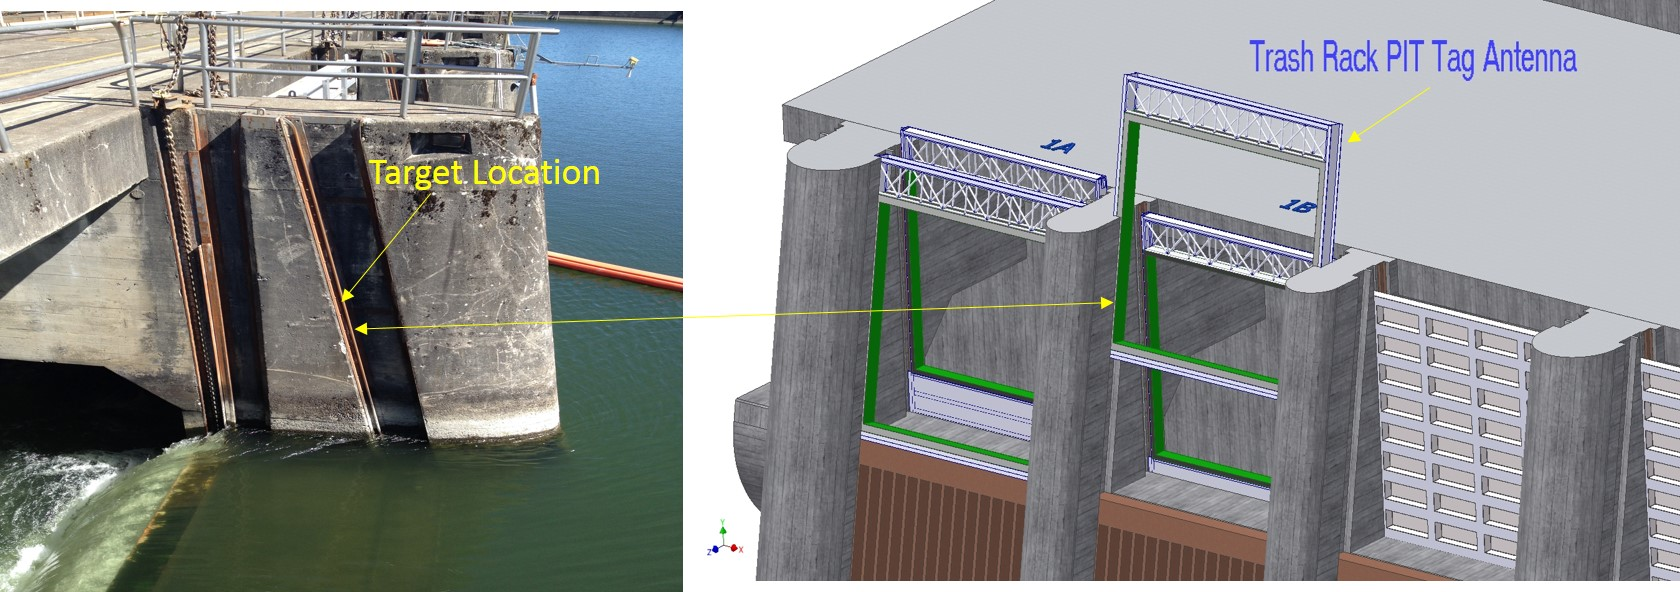 Target Location
Trash Rack PIT Tag Antenna
1A
1B
Y
Z
X